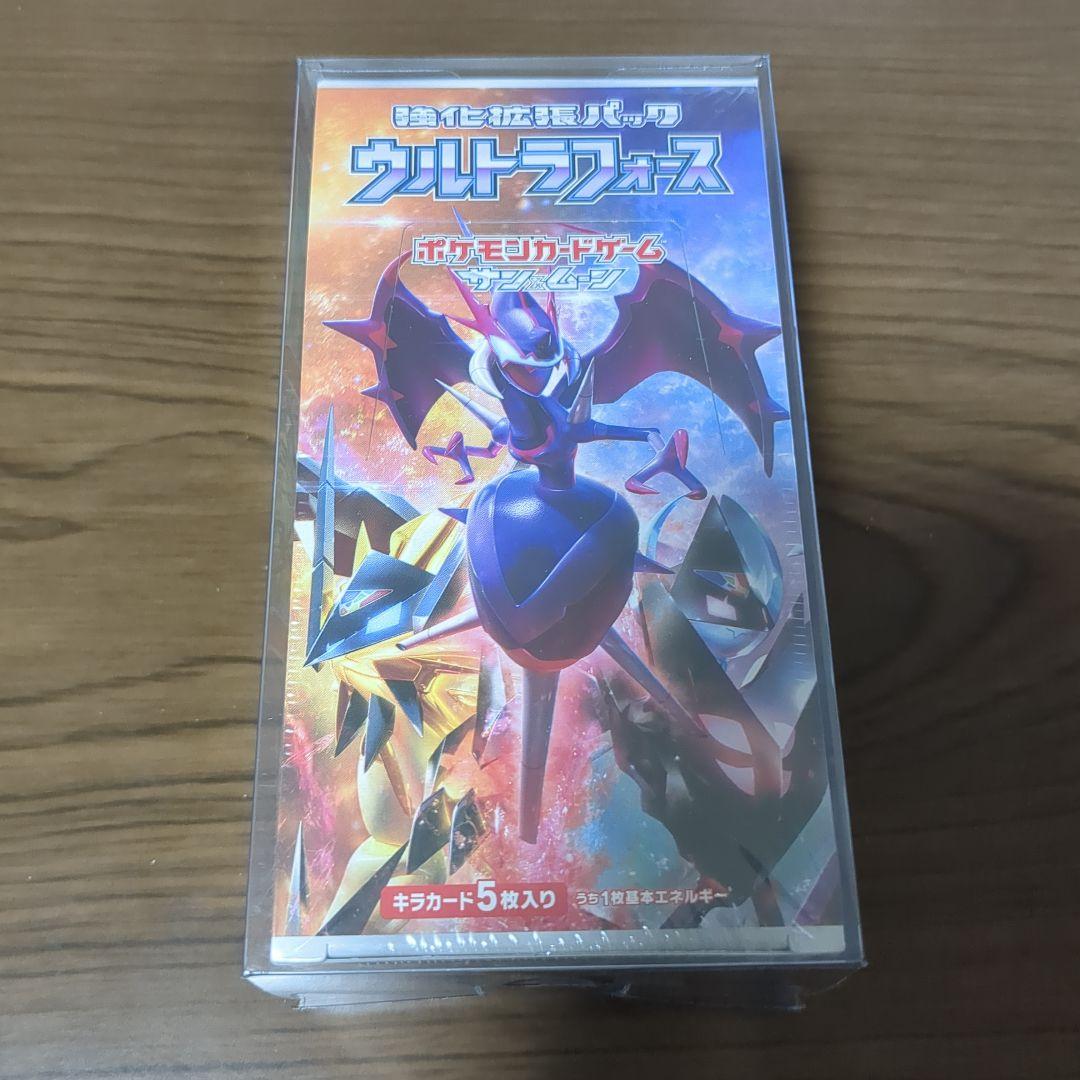 強化拡張パック
ウルトラフォース
ポケモンカードゲーム
サン&ムーン
キラカード5枚入り
うち1枚基本エネルギー